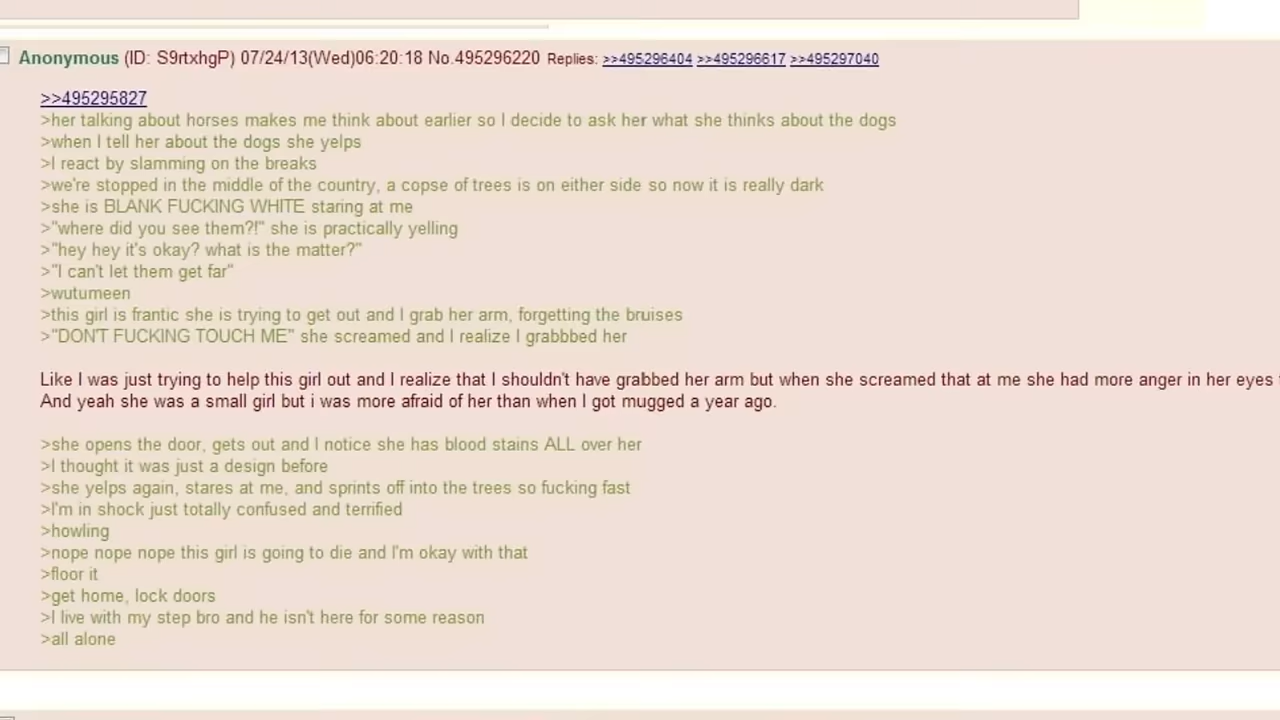 Anonymous (ID: S9rtxhgP) 07/24/13(Wed)06:20:18 No.495296220 Replies: >>495296404 >>495296617 >>495297040
>>495295827
>her talking about horses makes me think about earlier so I decide to ask her what she thinks about the dogs
>when I tell her about the dogs she yelps
>I react by slamming on the breaks
>we're stopped in the middle of the country, a copse of trees is on either side so now it is really dark
>she is BLANK FUCKING WHITE staring at me
>"where did you see them?!" she is practically yelling
>"hey hey it's okay? what is the matter?"
>"I can't let them get far"
>wutumeen
>this girl is frantic she is trying to get out and I grab her arm, forgetting the bruises
>"DON'T FUCKING TOUCH ME" she screamed and I realize I grabbbed her
Like I was just trying to help this girl out and I realize that I shouldn't have grabbed her arm but when she screamed that at me she had more anger in her eyes
And yeah she was a small girl but i was more afraid of her than when I got mugged a year ago.
>she opens the door, gets out and I notice she has blood stains ALL over her
>I thought it was just a design before
>she yelps again, stares at me, and sprints off into the trees so fucking fast
>I'm in shock just totally confused and terrified
>howling
>nope nope nope this girl is going to die and I'm okay with that
>floor it
>get home, lock doors
>I live with my step bro and he isn't here for some reason
>all alone